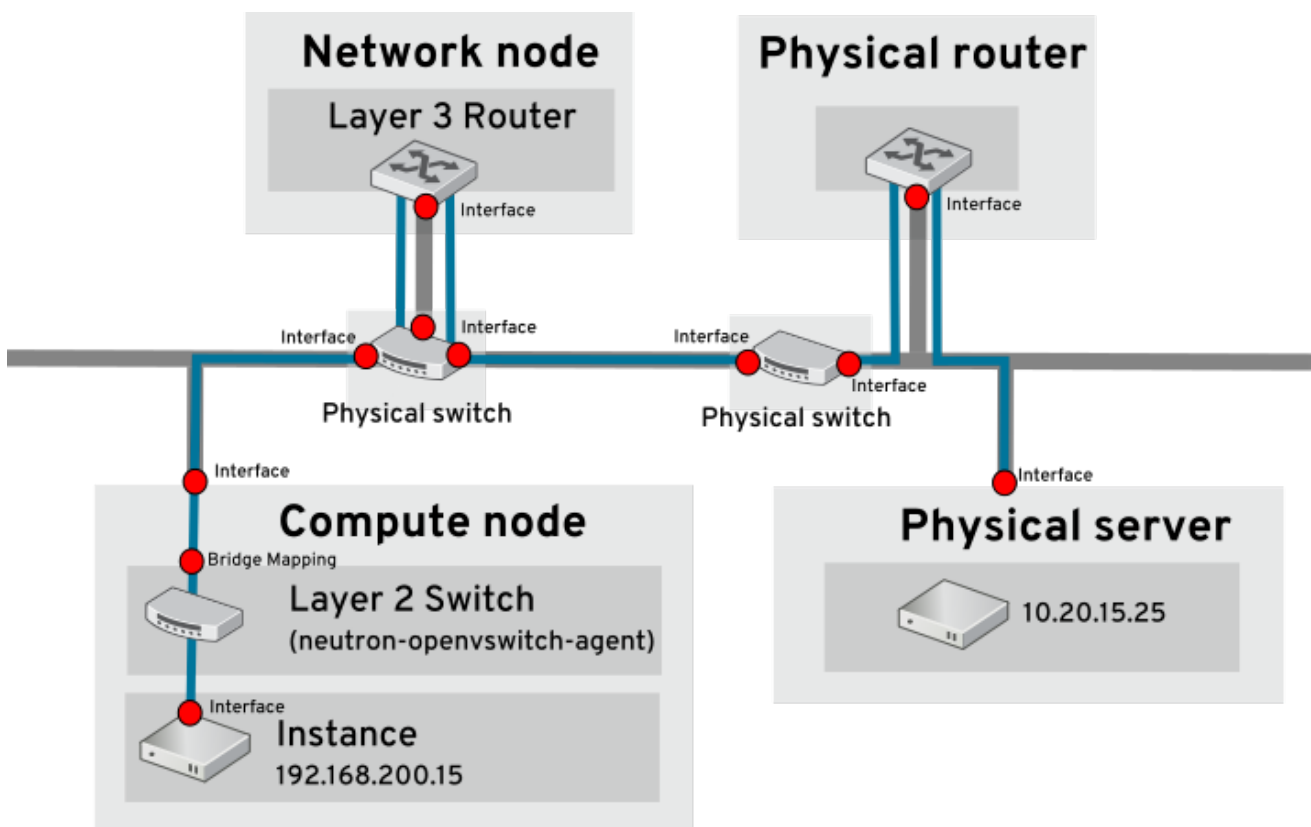 Network node
Layer 3 Router
Interface
Physical router
Interface
Interface
Interface
Physical switch
Interface
Interface
Physical switch
Interface
Compute node
Bridge Mapping
Layer 2 Switch
(neutron-openvswitch-agent)
Interface
Instance
192.168.200.15
Interface
Physical server
10.20.15.25